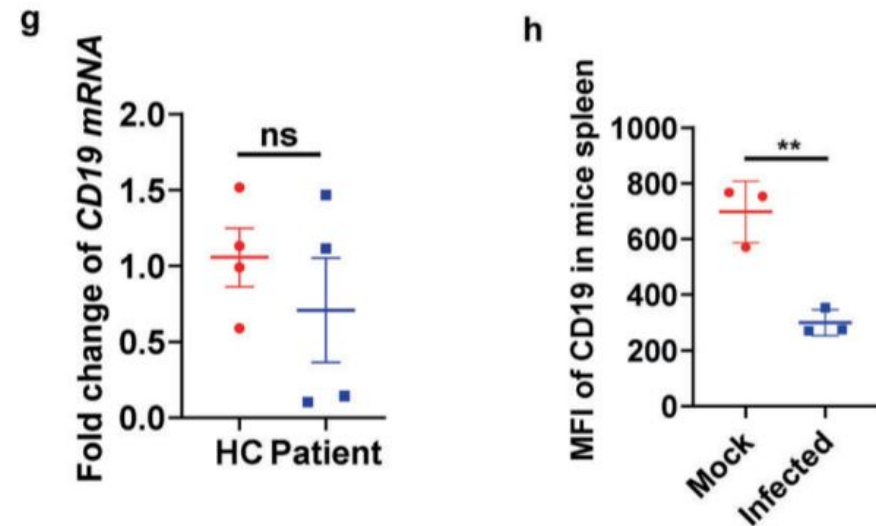 g
Fold change of CD19 mRNA
2.0
1.5
1.0
0.5
0.0
ns
HC Patient
h
MFI of CD19 in mice spleen
1000
800
600
400
200
0
**
Mock
Infected